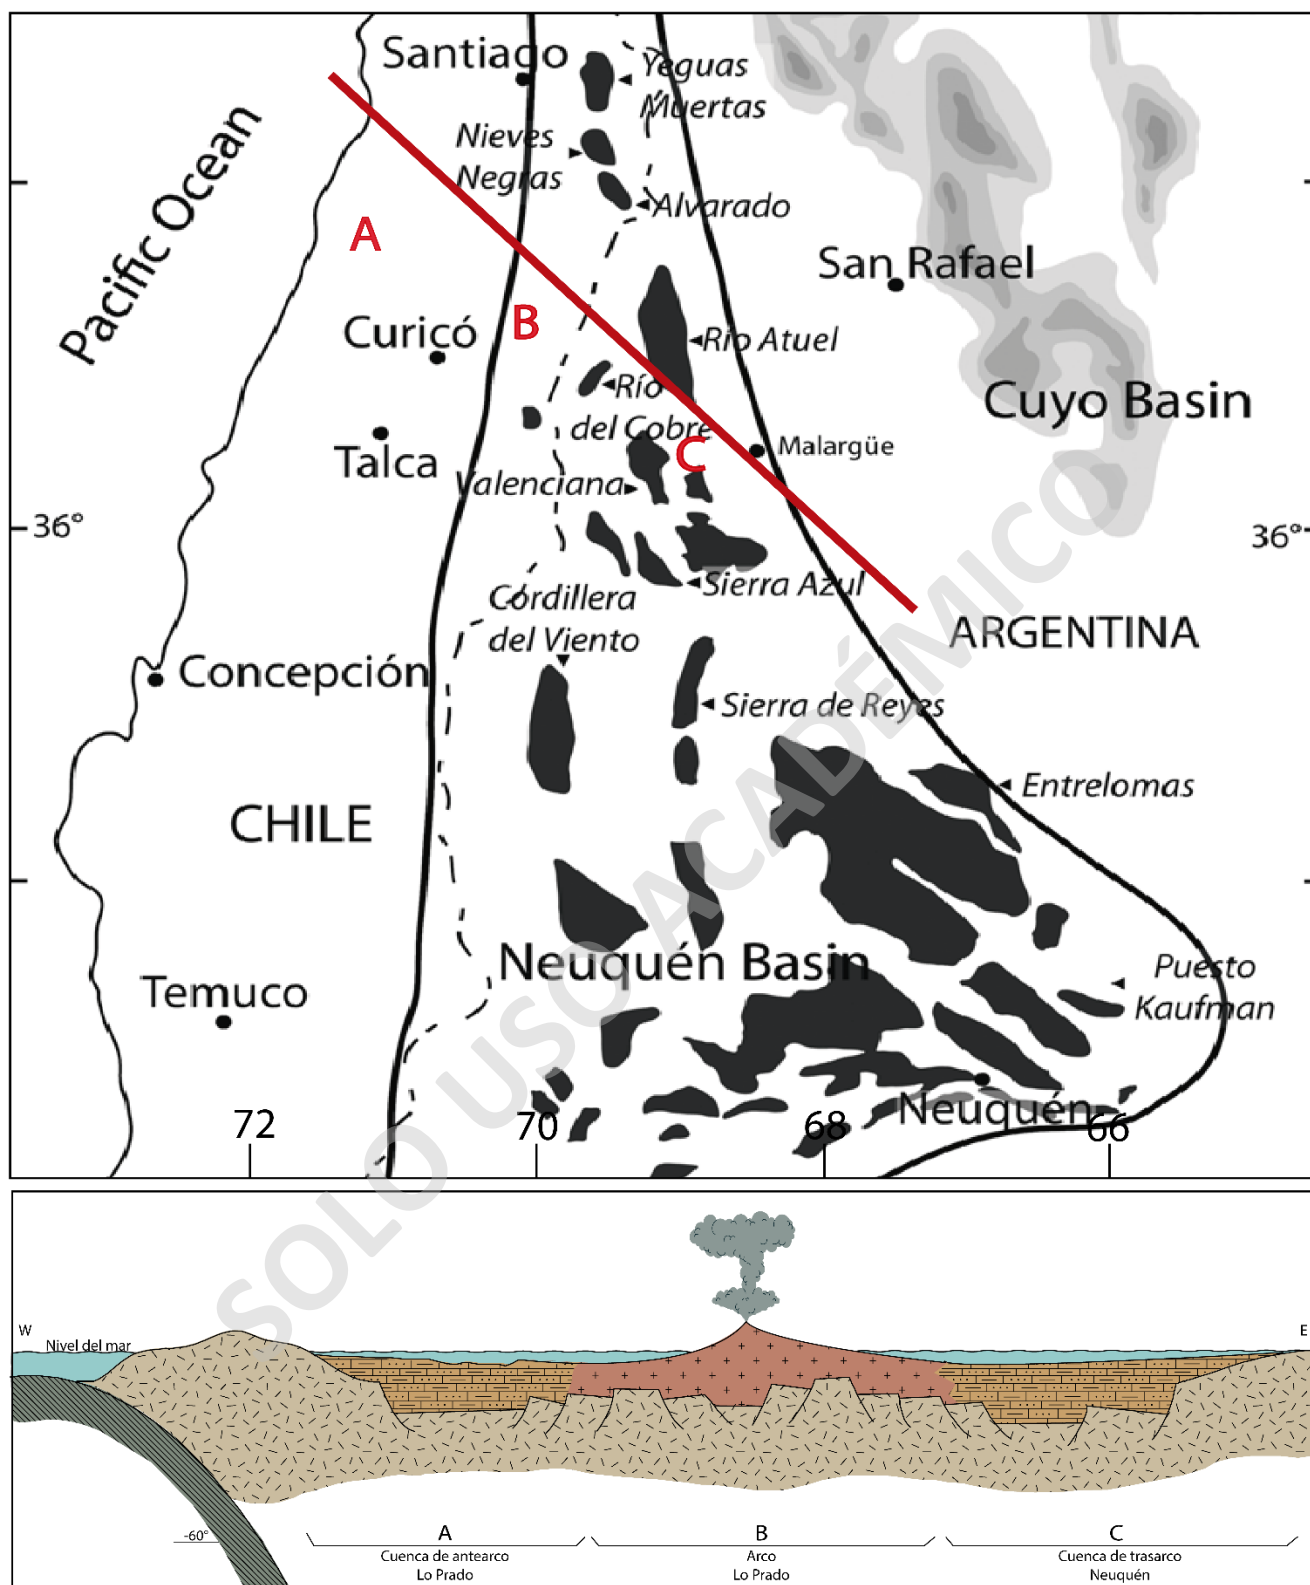 Santiago
Yeguas
Muertas
Nieves
Negras
Alvarado
Pacific Ocean
A
San Rafael
B
Curicó
Río Atuel
Río
del Cobre
Cuyo Basin
C
Malargüe
Talca
Valenciana
36°
36°
Sierra Azul
Cordillera
del Viento
ARGENTINA
Concepción
Sierra de Reyes
Entrelomas
CHILE
Neuquén Basin
Puesto
Kaufman
Temuco
Neuquén
72
70
68
66
SOLO USO ACADÉMICO
W
E
Nivel del mar
-60°
A
Cuenca de antearco
Lo Prado
B
Arco
Lo Prado
C
Cuenca de trasarco
Neuquén